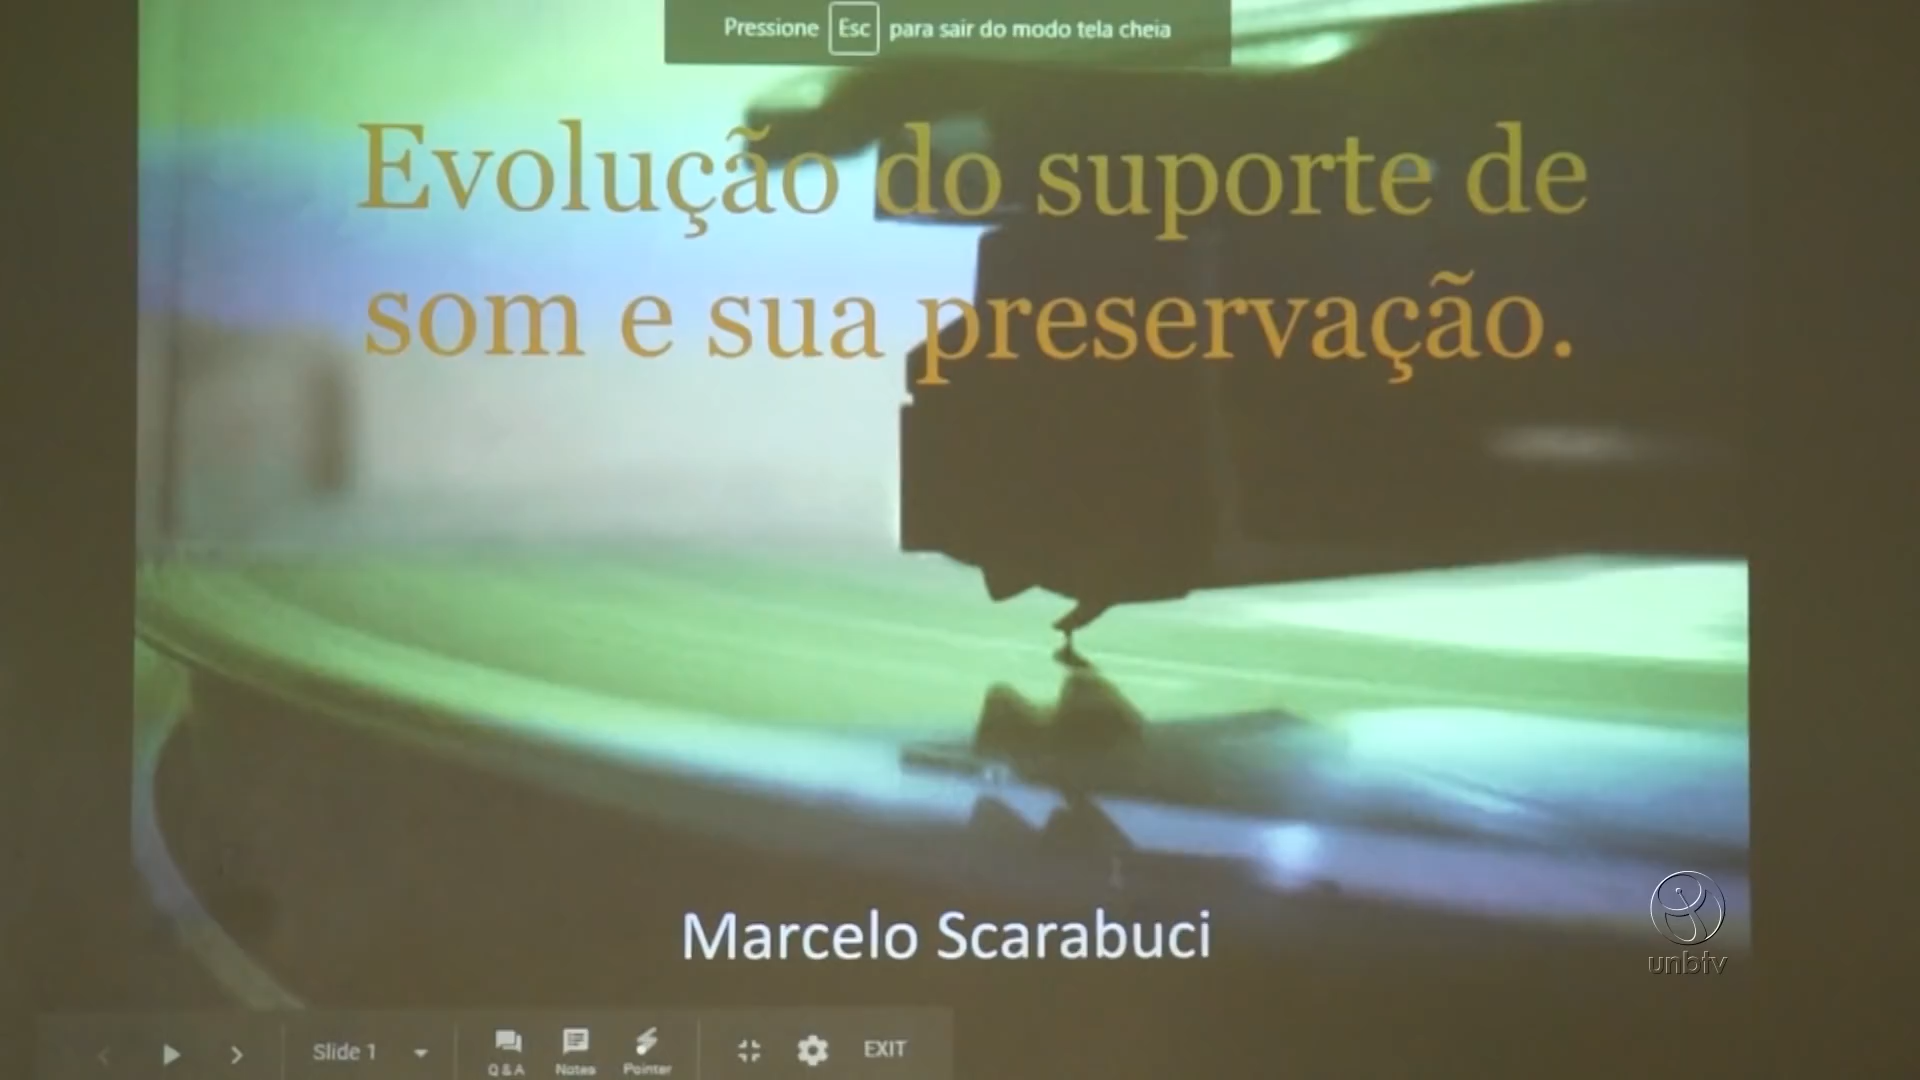 Pressione Esc para sair do modo tela cheia
Evolução do suporte de
som e sua preservação.
Marcelo Scarabuci
unbtv
Slide 1
Q & A
Notes
Pointer
EXIT